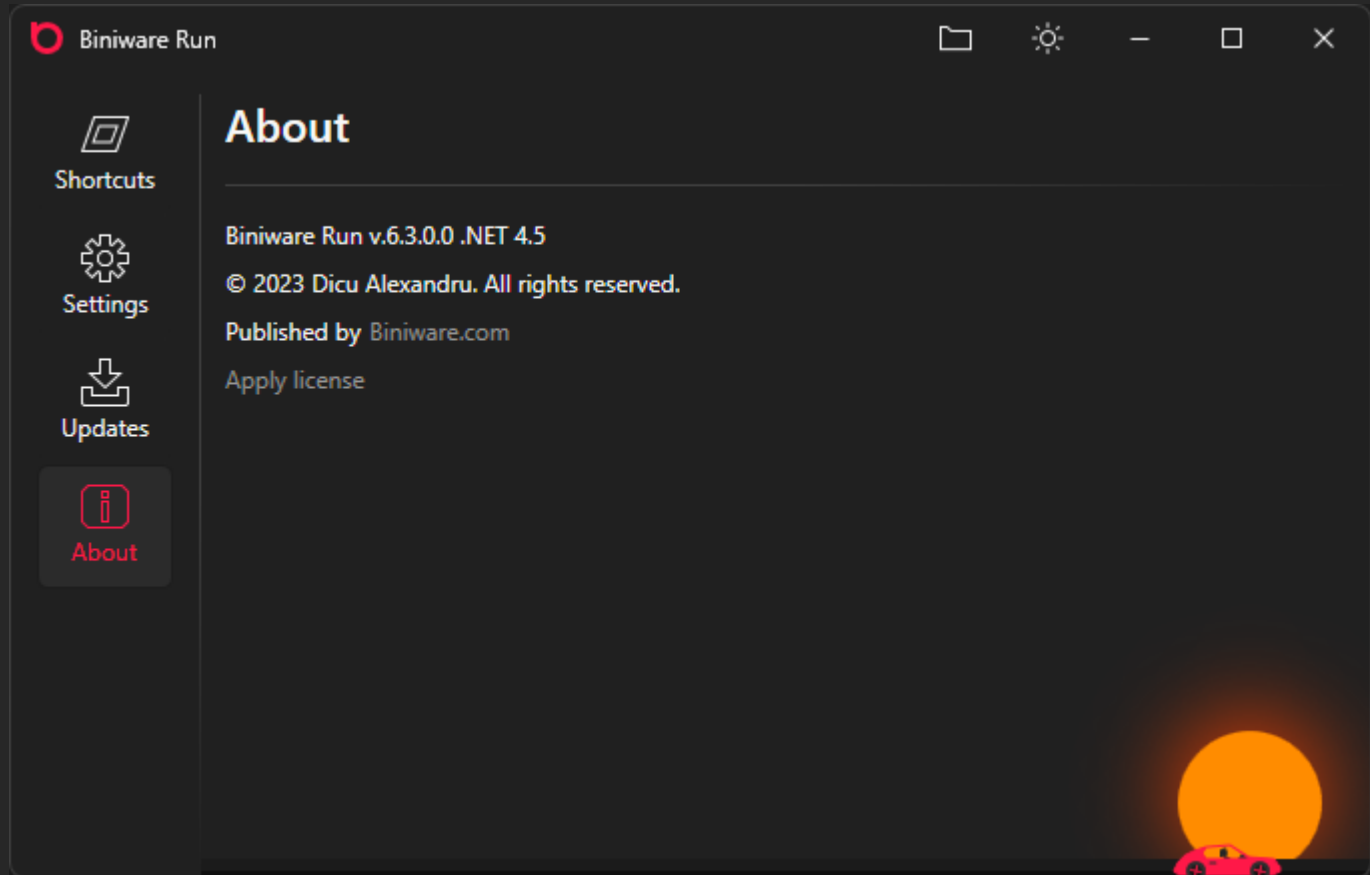 Biniware Run
Shortcuts
Settings
Updates
About
About
Biniware Run v.6.3.0.0 .NET 4.5
© 2023 Dicu Alexandru. All rights reserved.
Published by Biniware.com
Apply license